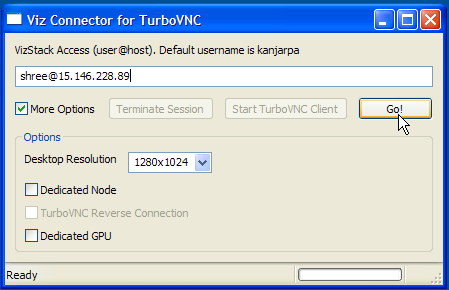 Viz Connector for TurboVNC
VizStack Access (user@host). Default username is kanjarpa
shree@15.146.228.89
More Options Terminate Session Start TurboVNC Client Go!
Options
Desktop Resolution 1280x1024
Dedicated Node
TurboVNC Reverse Connection
Dedicated GPU
Ready